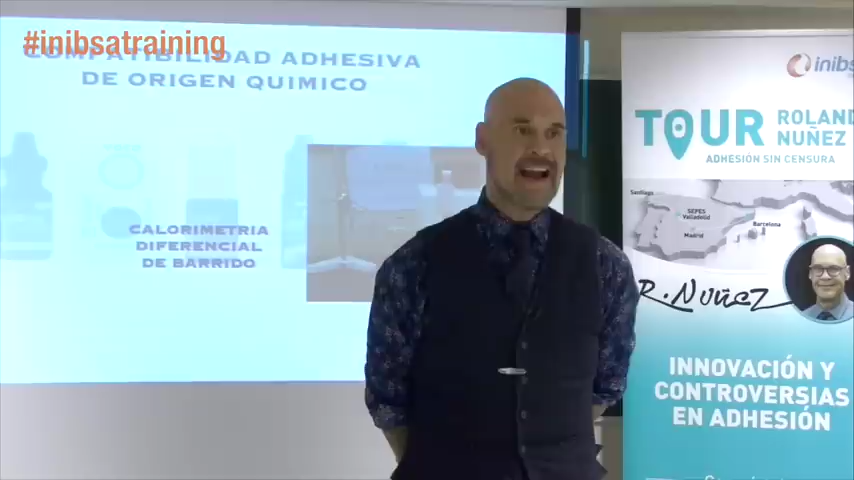 #inibsatraining
COMPATIBILIDAD ADHESIVA
DE ORIGEN QUIMICO
CALORIMETRIA
DIFERENCIAL
DE BARRIDO
inibs
TOUR
ROLAND
NUÑEZ
ADHESIÓN SIN CENSURA
Santiago
SEPES
Valladolid
Madrid
Barcelona
R. Nuñez
INNOVACIÓN Y
CONTROVERSIAS
EN ADHESIÓN